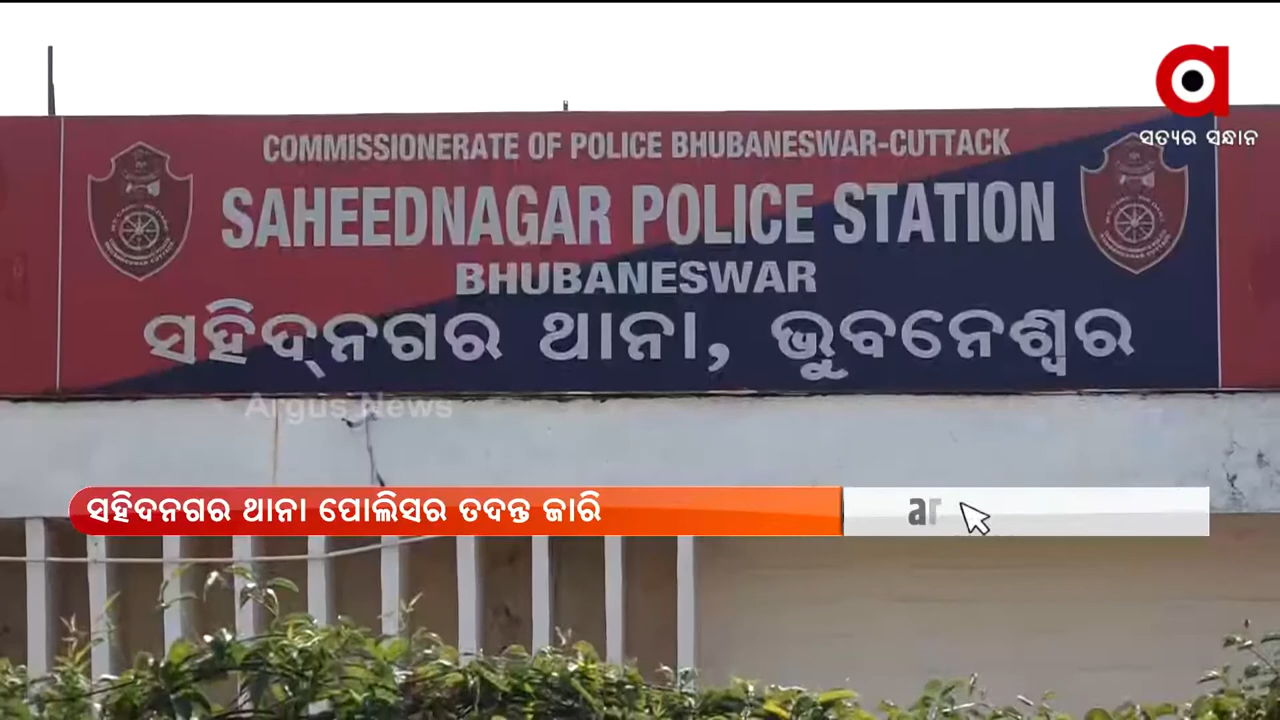 ସତ୍ୟର ସନ୍ଧାନ
COMMISSIONERATE OF POLICE BHUBANESWAR-CUTTACK
SAHEEDNAGAR POLICE STATION
BHUBANESWAR
ସହିଦ୍‌ନଗର ଥାନା, ଭୁବନେଶ୍ୱର
Argus News
ସହିଦନଗର ଥାନା ପୋଲିସର ତଦନ୍ତ ଜାରି
ar